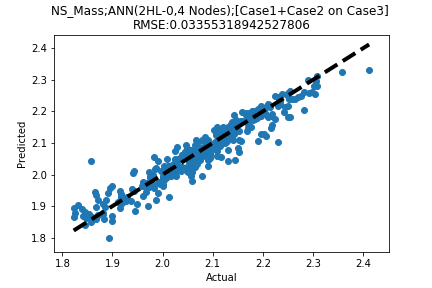 NS_Mass;ANN(2HL-0,4 Nodes);[Case1+Case2 on Case3]
RMSE:0.03355318942527806
2.4
2.3
2.2
2.1
2.0
1.9
1.8
Predicted
1.8 1.9 2.0 2.1 2.2 2.3 2.4
Actual